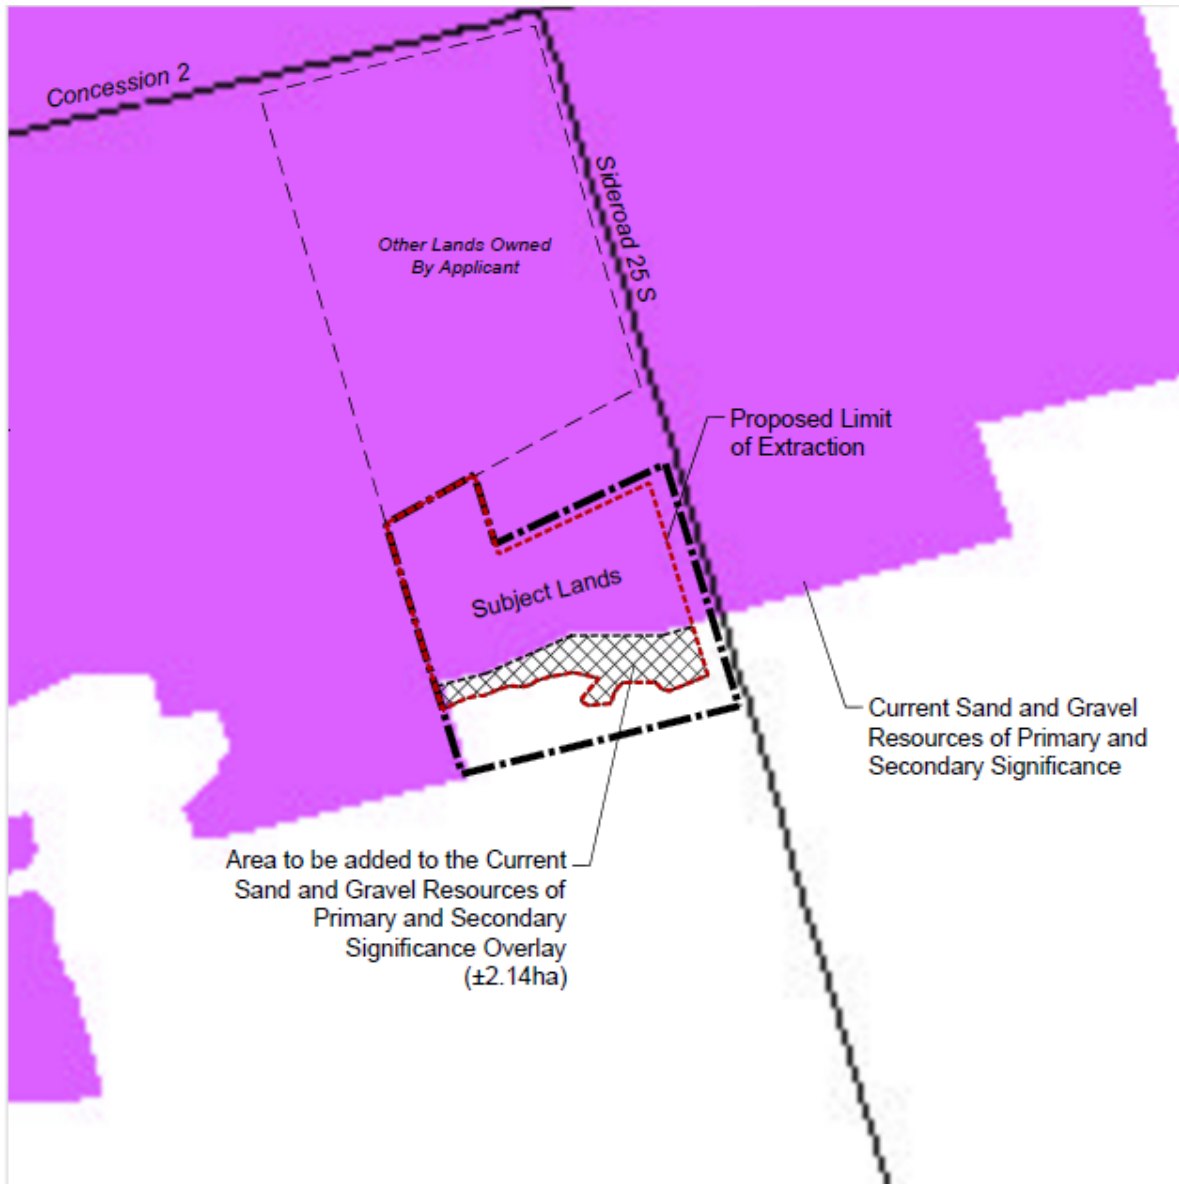 Concession 2
Sideroad 25 S
Other Lands Owned
By Applicant
Proposed Limit
of Extraction
Subject Lands
Current Sand and Gravel
Resources of Primary and
Secondary Significance
Area to be added to the Current
Sand and Gravel Resources of
Primary and Secondary
Significance Overlay
(±2.14ha)